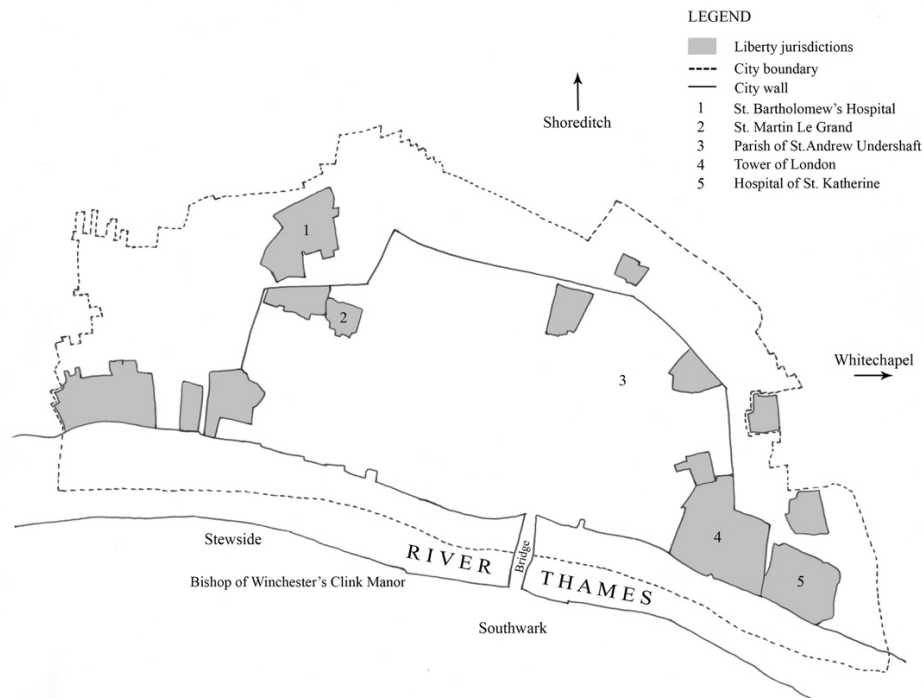 LEGEND
Liberty jurisdictions
City boundary
City wall
1 St. Bartholomew's Hospital
2 St. Martin Le Grand
3 Parish of St.Andrew Undershaft
4 Tower of London
5 Hospital of St. Katherine
Shoreditch
1
2
Whitechapel
3
4
Stewside
RIVER
Bridge
THAMES
5
Bishop of Winchester's Clink Manor
Southwark